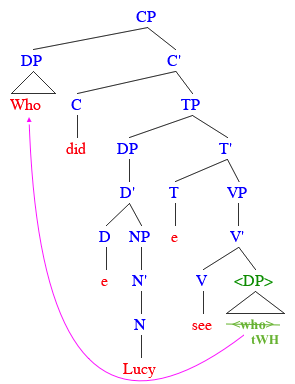 CP
DP C'
Who C TP
did DP T'
D' T VP
D NP e V'
e N' V <DP>
N see <who>
tWH
Lucy